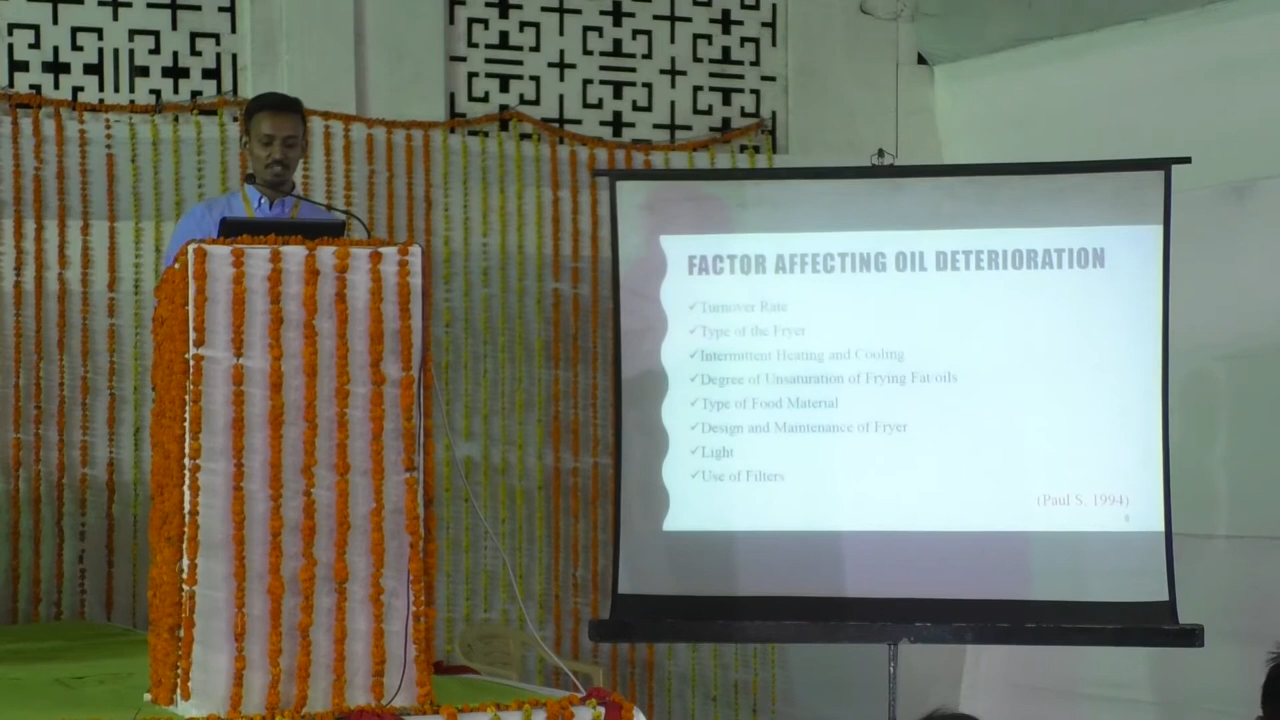 FACTOR AFFECTING OIL DETERIORATION
✓Turnover Rate
✓Type of the Fryer
✓Intermittent Heating and Cooling
✓Degree of Unsaturation of Frying Fat/oils
✓Type of Food Material
✓Design and Maintenance of Fryer
✓Light
✓Use of Filters
(Paul S. 1994)